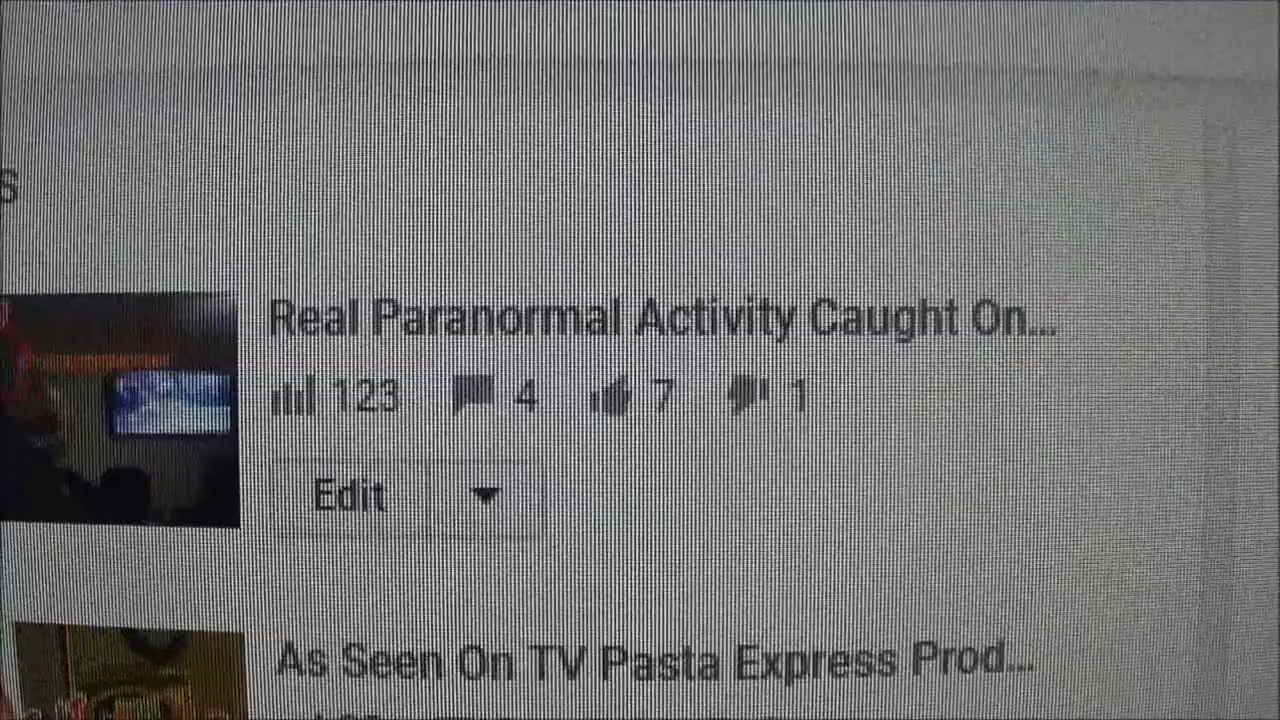 Real Paranormal Activity Caught On...
123 4 7 1
Edit
As Seen On TV Pasta Express Prod...